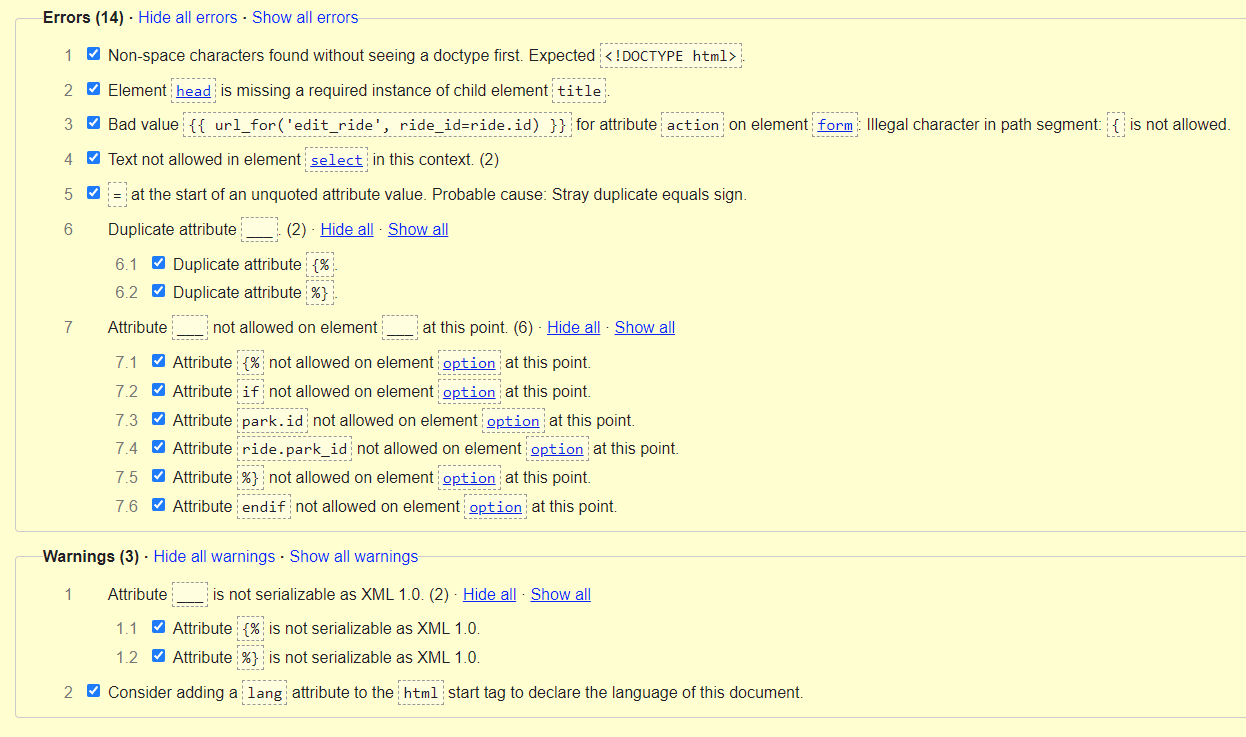 Errors (14) · Hide all errors · Show all errors
1 Non-space characters found without seeing a doctype first. Expected <!DOCTYPE html>.
2 Element head is missing a required instance of child element title.
3 Bad value {{ url_for('edit_ride', ride_id=ride.id) }} for attribute action on element form: Illegal character in path segment: { is not allowed.
4 Text not allowed in element select in this context. (2)
5 = at the start of an unquoted attribute value. Probable cause: Stray duplicate equals sign.
6 Duplicate attribute ___. (2) · Hide all · Show all
6.1 Duplicate attribute {%.
6.2 Duplicate attribute %}.
7 Attribute ___ not allowed on element ___ at this point. (6) · Hide all · Show all
7.1 Attribute {% not allowed on element option at this point.
7.2 Attribute if not allowed on element option at this point.
7.3 Attribute park.id not allowed on element option at this point.
7.4 Attribute ride.park_id not allowed on element option at this point.
7.5 Attribute %} not allowed on element option at this point.
7.6 Attribute endif not allowed on element option at this point.
Warnings (3) · Hide all warnings · Show all warnings
1 Attribute ___ is not serializable as XML 1.0. (2) · Hide all · Show all
1.1 Attribute {% is not serializable as XML 1.0.
1.2 Attribute %} is not serializable as XML 1.0.
2 Consider adding a lang attribute to the html start tag to declare the language of this document.